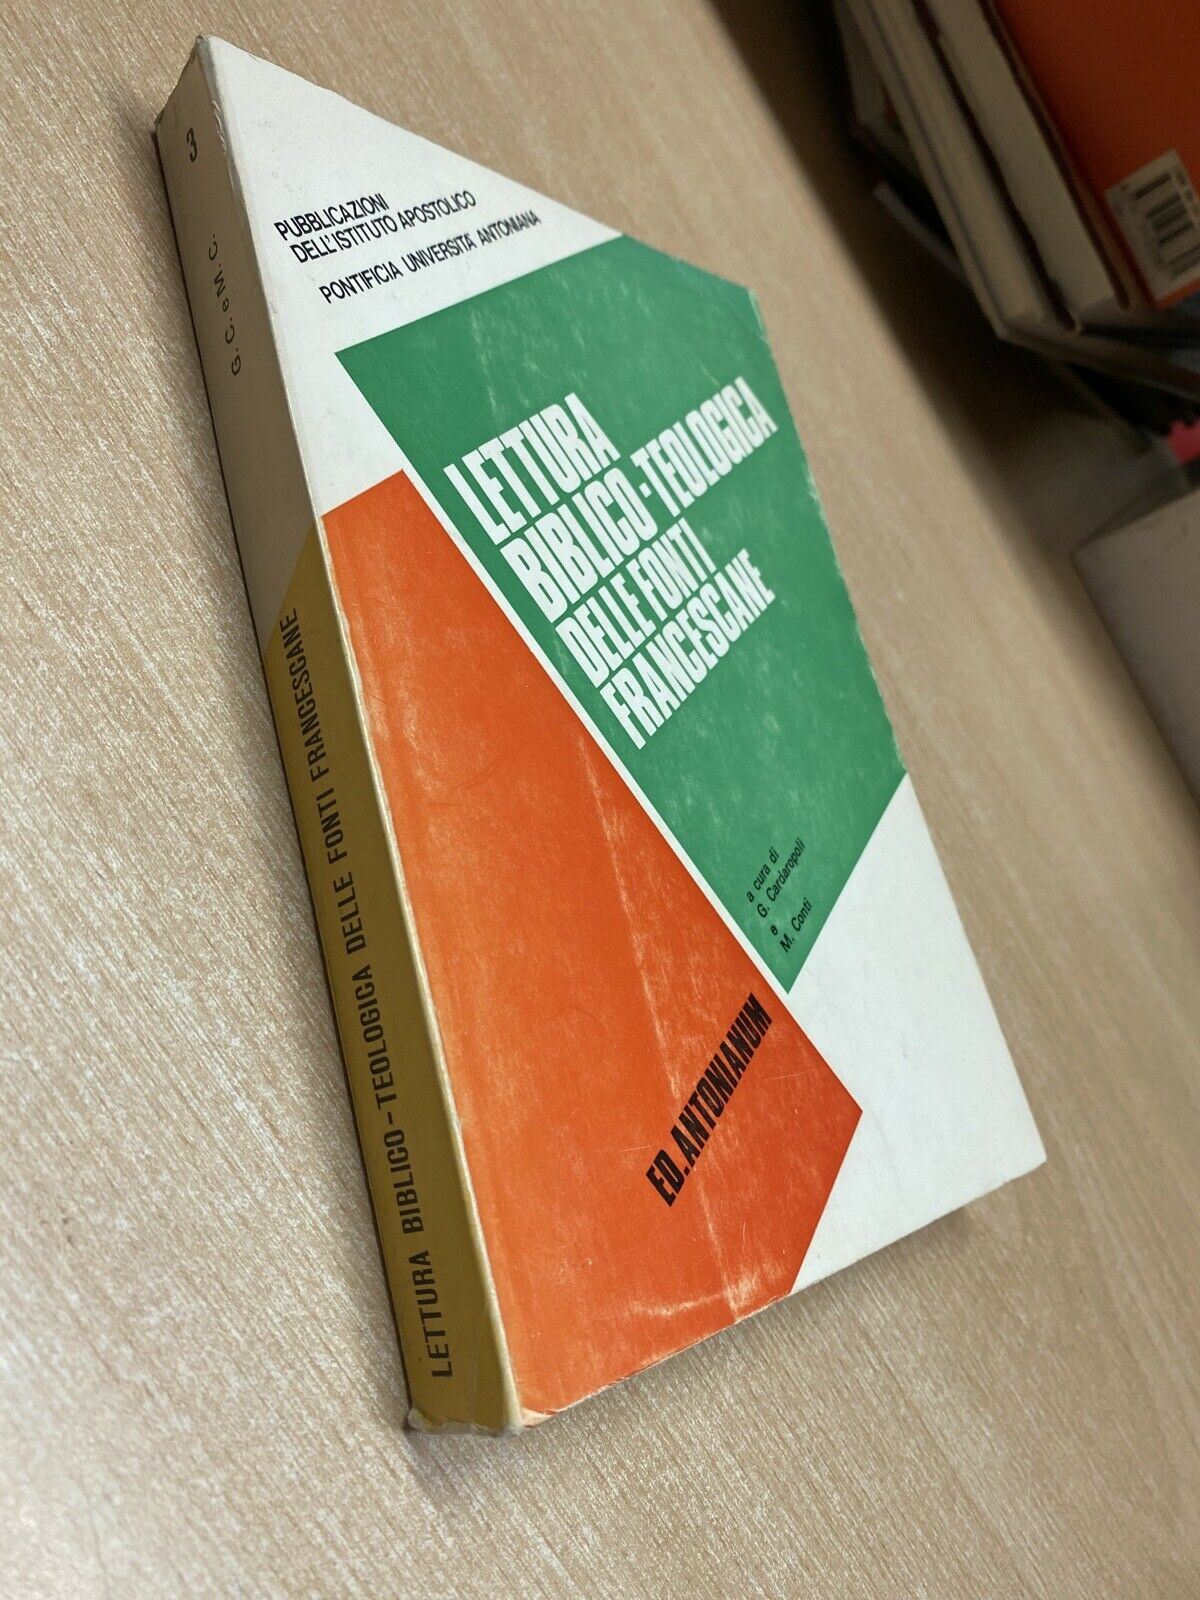 3
G. C. e M. C.
LETTURA BIBLICO-TEOLOGICA DELLE FONTI FRANCESCANE
PUBBLICAZIONI
DELL'ISTITUTO APOSTOLICO
PONTIFICIA UNIVERSITÀ ANTONIANA
LETTURA
BIBLICO-TEOLOGICA
DELLE FONTI
FRANCESCANE
a cura di
G. Cardaropoli
e
M. Conti
ED. ANTONIANUM